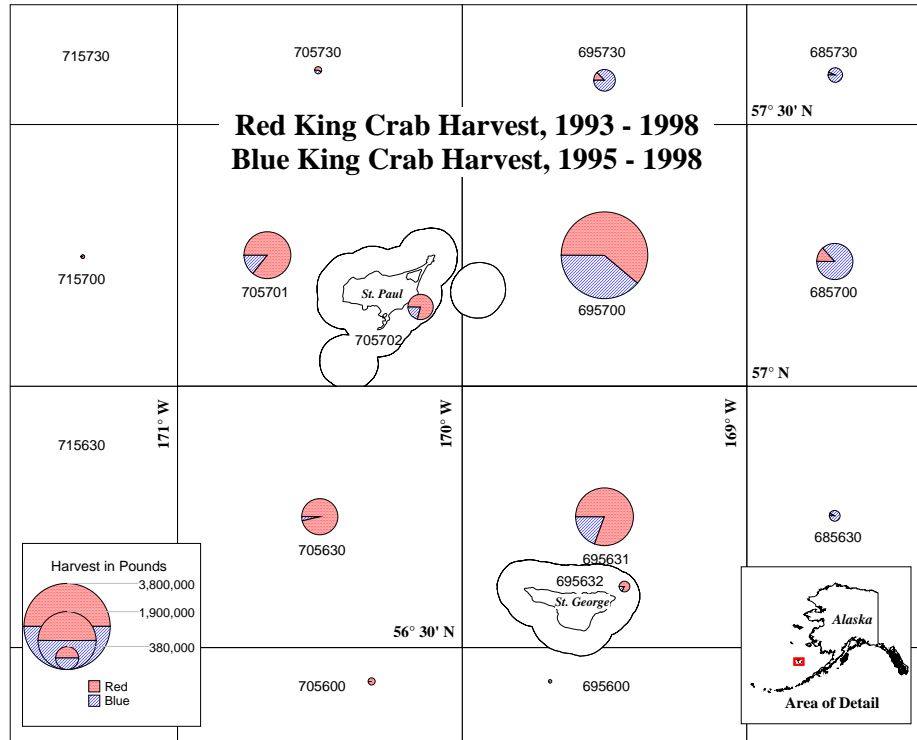 715730
705730
695730
685730
57° 30' N
Red King Crab Harvest, 1993 - 1998
Blue King Crab Harvest, 1995 - 1998
715700
705701
St. Paul
705702
695700
685700
57° N
171° W
170° W
169° W
715630
705630
695631
685630
695632
St. George
56° 30' N
705600
695600
Harvest in Pounds
3,800,000
1,900,000
380,000
Red
Blue
Alaska
Area of Detail